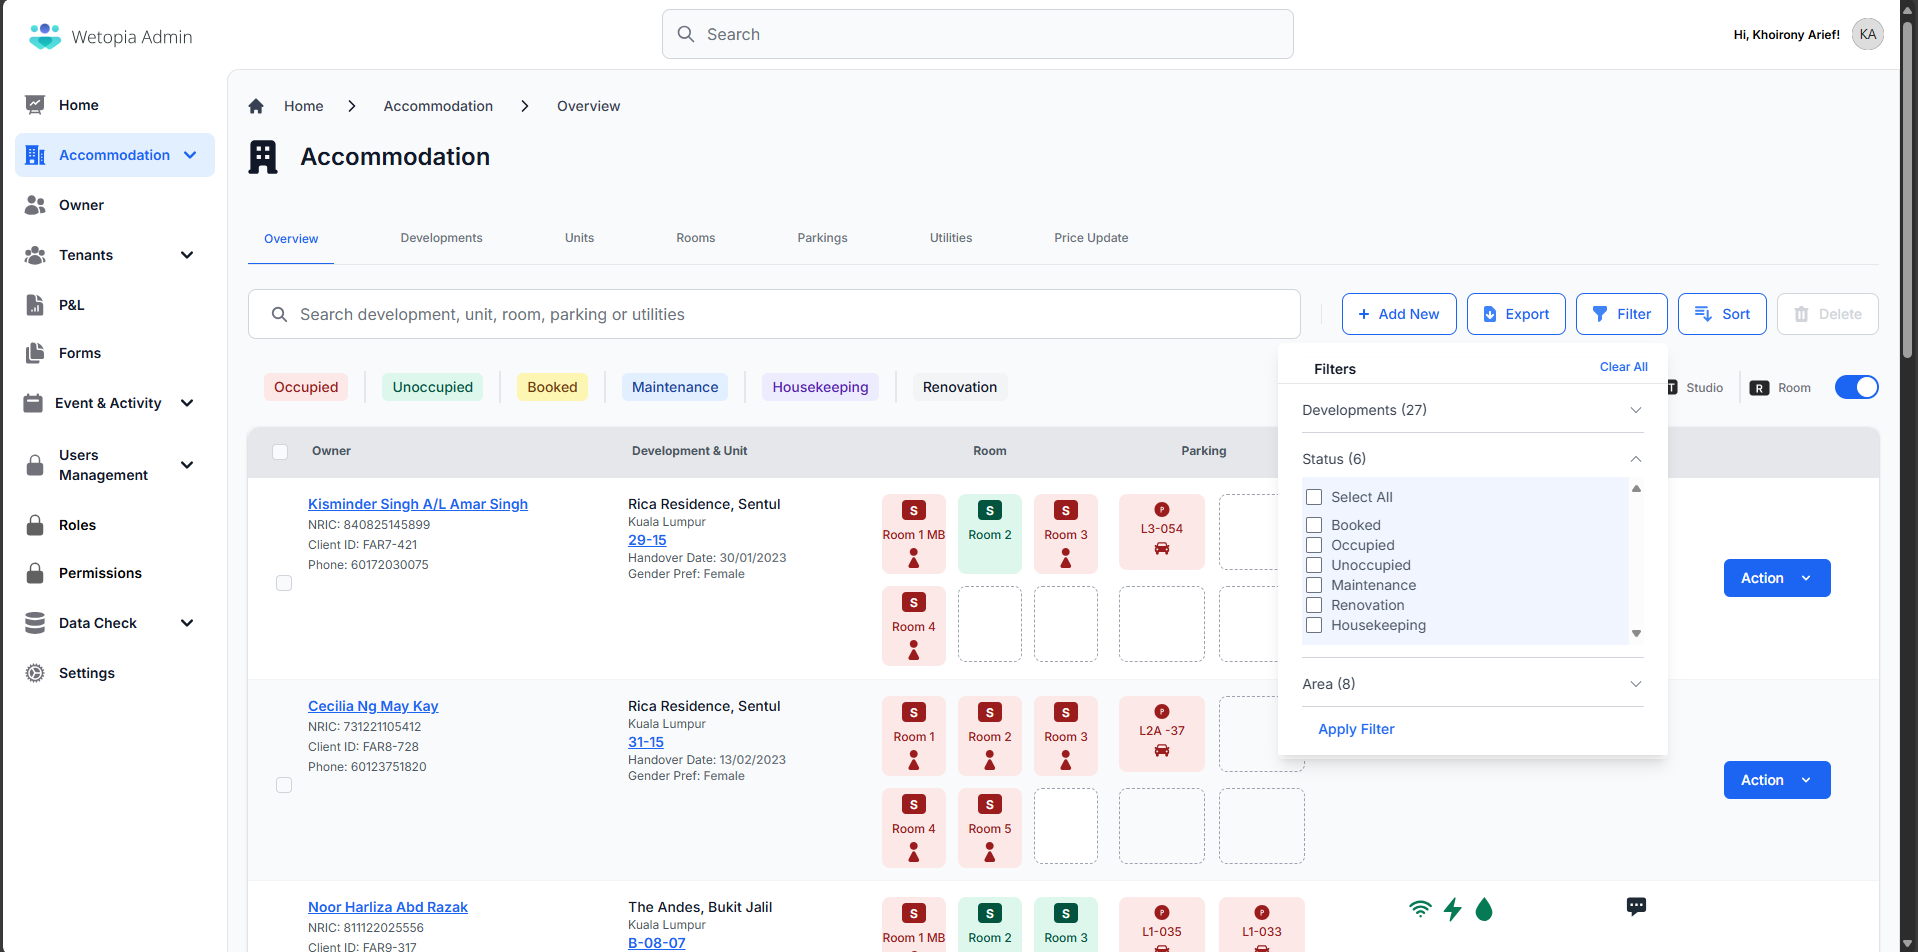 Wetopia Admin
Search
Hi, Khoirony Arief!
KA
Home
Accommodation
Owner
Tenants
P&L
Forms
Event & Activity
Users
Management
Roles
Permissions
Data Check
Settings
Home
Accommodation
Overview
Accommodation
Overview
Developments
Units
Rooms
Parkings
Utilities
Price Update
Search development, unit, room, parking or utilities
+ Add New
Export
Filter
Sort
Delete
Occupied
Unoccupied
Booked
Maintenance
Housekeeping
Renovation
T Studio
R Room
Filters
Clear All
Developments (27)
Status (6)
Select All
Booked
Occupied
Unoccupied
Maintenance
Renovation
Housekeeping
Area (8)
Apply Filter
Owner
Development & Unit
Room
Parking
Kisminder Singh A/L Amar Singh
NRIC: 840825145899
Client ID: FAR7-421
Phone: 60172030075
Rica Residence, Sentul
Kuala Lumpur
29-15
Handover Date: 30/01/2023
Gender Pref: Female
S
Room 1 MB
S
Room 2
S
Room 3
P
L3-054
S
Room 4
Action
Cecilia Ng May Kay
NRIC: 731221105412
Client ID: FAR8-728
Phone: 60123751820
Rica Residence, Sentul
Kuala Lumpur
31-15
Handover Date: 13/02/2023
Gender Pref: Female
S
Room 1
S
Room 2
S
Room 3
P
L2A -37
S
Room 4
S
Room 5
Action
Noor Harliza Abd Razak
NRIC: 811122025556
Client ID: FAR9-317
The Andes, Bukit Jalil
Kuala Lumpur
B-08-07
S
Room 1 MB
S
Room 2
S
Room 3
P
L1-035
P
L1-033